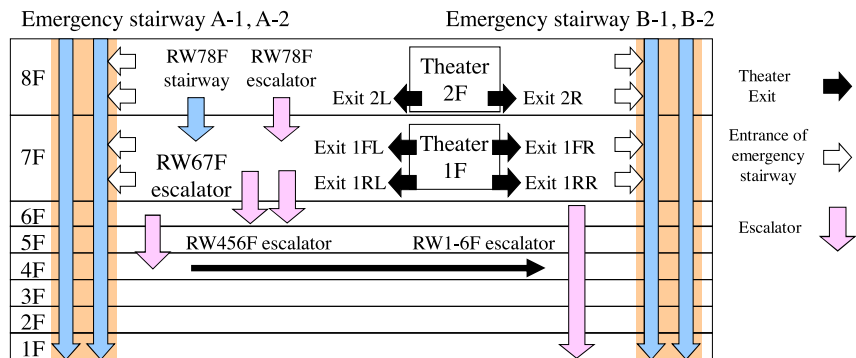 Emergency stairway A-1, A-2
Emergency stairway B-1, B-2
8F
RW78F
stairway
RW78F
escalator
Theater
2F
Exit 2L
Exit 2R
7F
RW67F
escalator
Exit 1FL
Theater
1F
Exit 1FR
Exit 1RL
Exit 1RR
6F
5F
RW456F escalator
RW1-6F escalator
4F
3F
2F
1F
Theater
Exit
Entrance of
emergency
stairway
Escalator